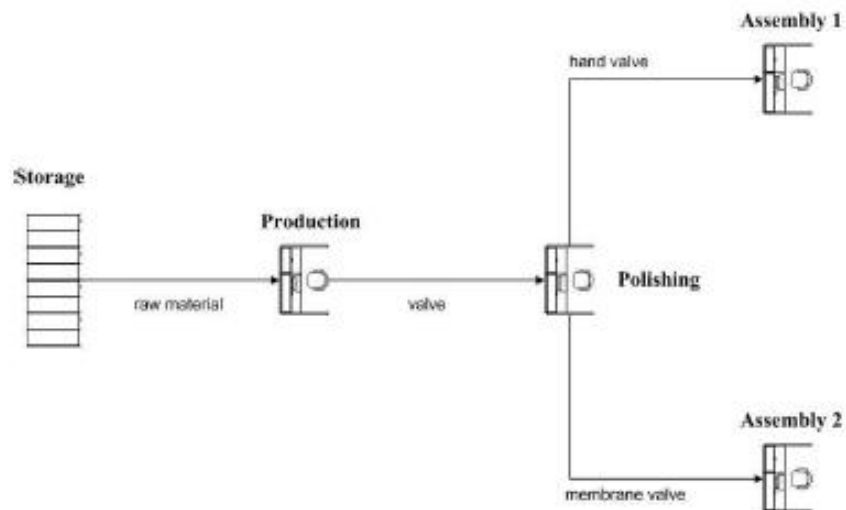 Assembly 1
hand valve
Storage
Production
raw material
valve
Polishing
Assembly 2
membrane valve